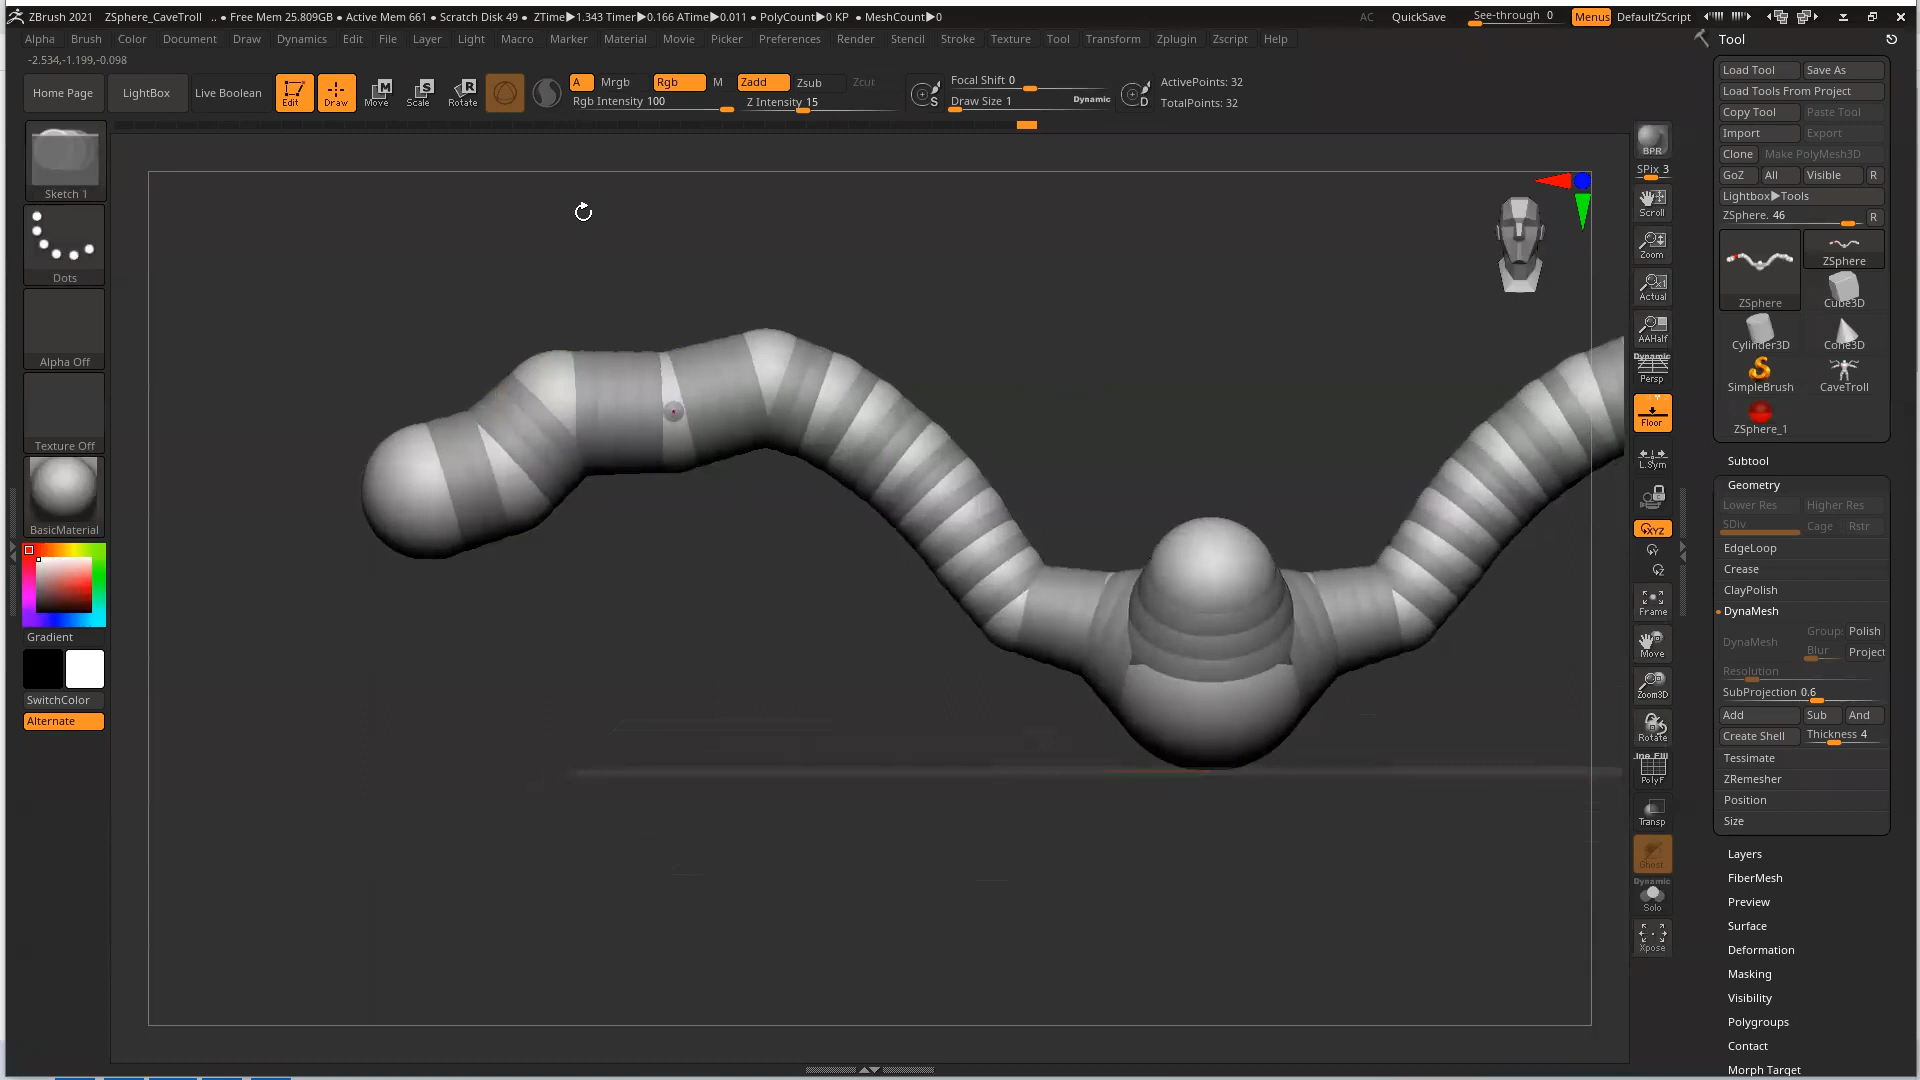 ZBrush 2021 ZSphere_CaveTroll .. • Free Mem 25.809GB • Active Mem 661 • Scratch Disk 49 • ZTime▶1.343 Timer▶0.166 ATime▶0.011 • PolyCount▶0 KP • MeshCount▶0 AC QuickSave See-through 0 Menus DefaultZScript
Alpha Brush Color Document Draw Dynamics Edit File Layer Light Macro Marker Material Movie Picker Preferences Render Stencil Stroke Texture Tool Transform Zplugin Zscript Help
-2.534,-1.199,-0.098
Home Page LightBox Live Boolean Edit Draw Move Scale Rotate
A Mrgb Rgb M Zadd Zsub Zcut
Rgb Intensity 100 Z Intensity 15
S Focal Shift 0
Draw Size 1 Dynamic D
ActivePoints: 32
TotalPoints: 32
Sketch 1
Dots
Alpha Off
Texture Off
BasicMaterial
Gradient
SwitchColor
Alternate
BPR
SPix 3
Scroll
Zoom
Actual
AAHalf
Dynamic
Persp
Floor
L.Sym
XYZ
Y
Z
Frame
Move
Zoom3D
Rotate
Line Fill
PolyF
Transp
Ghost
Dynamic
Solo
Xpose
Tool
Load Tool Save As
Load Tools From Project
Copy Tool Paste Tool
Import Export
Clone Make PolyMesh3D
GoZ All Visible R
Lightbox▶Tools
ZSphere. 46 R
ZSphere ZSphere
Cube3D
Cylinder3D Cone3D
SimpleBrush CaveTroll
ZSphere_1
Subtool
Geometry
Lower Res Higher Res
SDiv Cage Rstr
EdgeLoop
Crease
ClayPolish
DynaMesh
DynaMesh Group: Polish
Blur Project
Resolution
SubProjection 0.6
Add Sub And
Create Shell Thickness 4
Tessimate
ZRemesher
Position
Size
Layers
FiberMesh
Preview
Surface
Deformation
Masking
Visibility
Polygroups
Contact
Morph Target